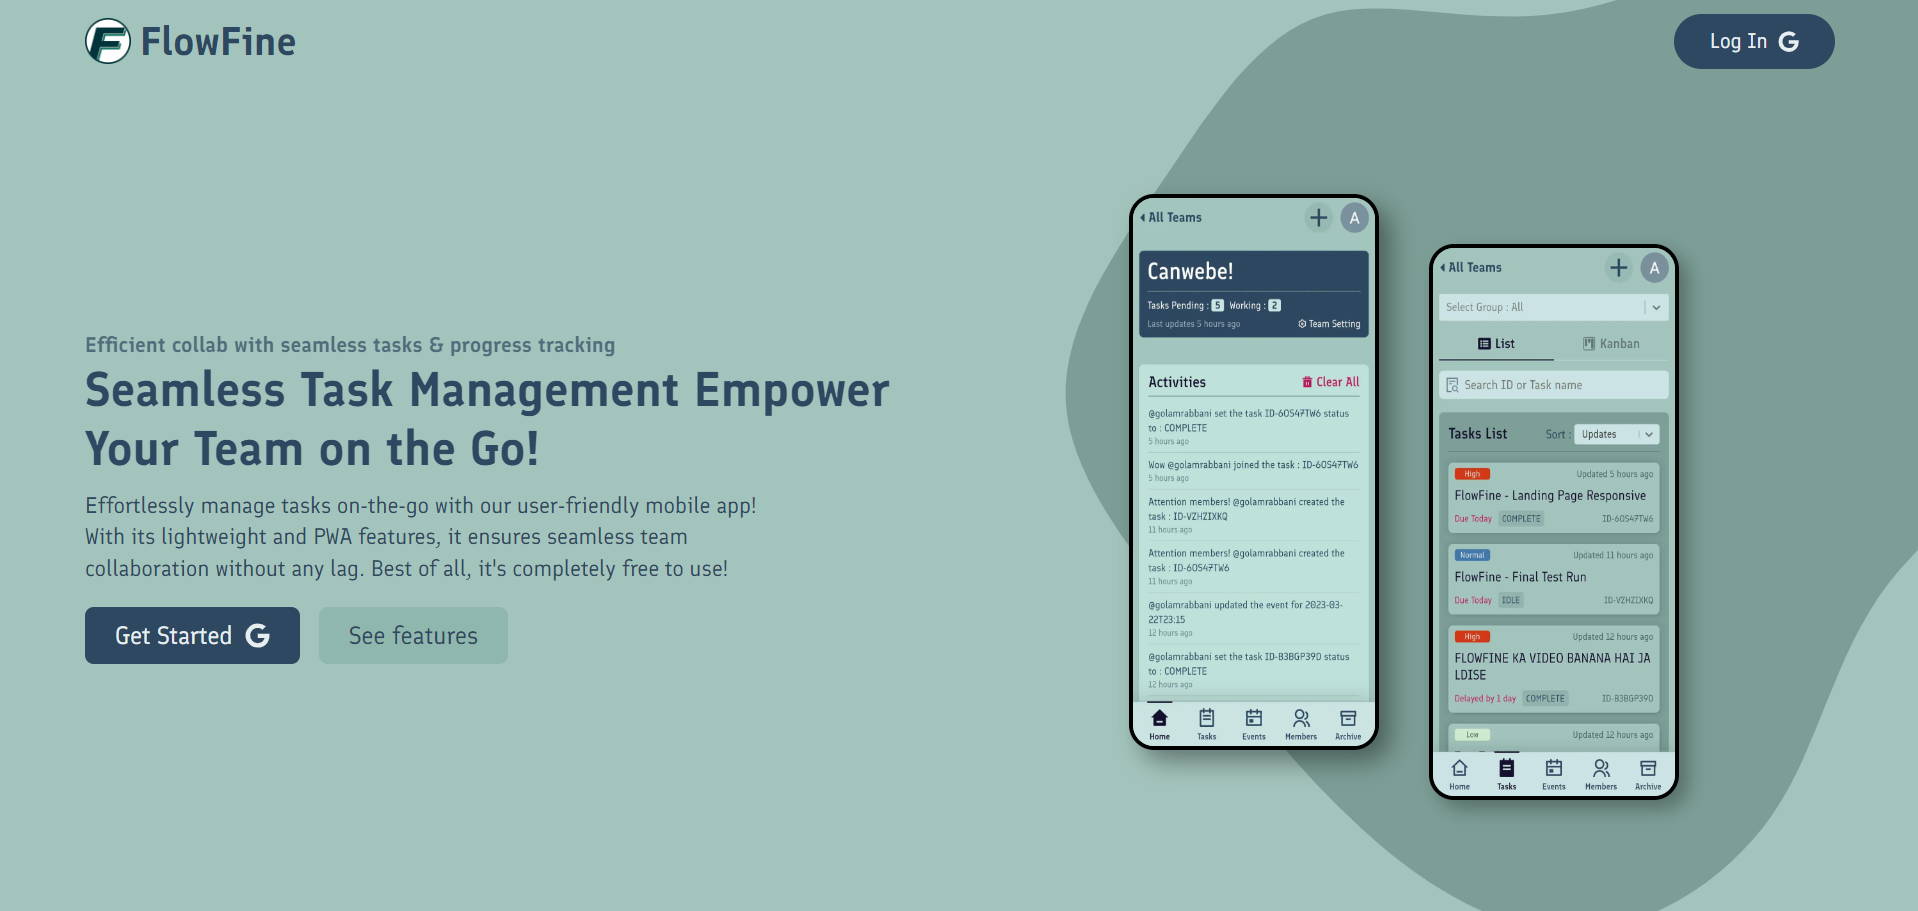 FlowFine
Log In
Efficient collab with seamless tasks & progress tracking
Seamless Task Management Empower
Your Team on the Go!
Effortlessly manage tasks on-the-go with our user-friendly mobile app!
With its lightweight and PWA features, it ensures seamless team
collaboration without any lag. Best of all, it's completely free to use!
Get Started
See features
All Teams
A
Canwebe!
Tasks Pending : 5 Working : 2
Last updates 5 hours ago
Team Setting
Activities
Clear All
@golamrabbani set the task ID-6OS47TW6 status
to : COMPLETE
5 hours ago
Wow @golamrabbani joined the task : ID-6OS47TW6
5 hours ago
Attention members! @golamrabbani created the
task : ID-VZHZIXKQ
11 hours ago
Attention members! @golamrabbani created the
task : ID-6OS47TW6
11 hours ago
@golamrabbani updated the event for 2023-03-
22T23:15
12 hours ago
@golamrabbani set the task ID-B3BGP39D status
to : COMPLETE
12 hours ago
Home
Tasks
Events
Members
Archive
All Teams
A
Select Group : All
List
Kanban
Search ID or Task name
Tasks List
Sort :
Updates
High
Updated 5 hours ago
FlowFine - Landing Page Responsive
Due Today
COMPLETE
ID-6OS47TW6
Normal
Updated 11 hours ago
FlowFine - Final Test Run
Due Today
IDLE
ID-VZHZIXKQ
High
Updated 12 hours ago
FLOWFINE KA VIDEO BANANA HAI JA
LDISE
Delayed by 1 day
COMPLETE
ID-B3BGP39D
Low
Updated 12 hours ago
Home
Tasks
Events
Members
Archive